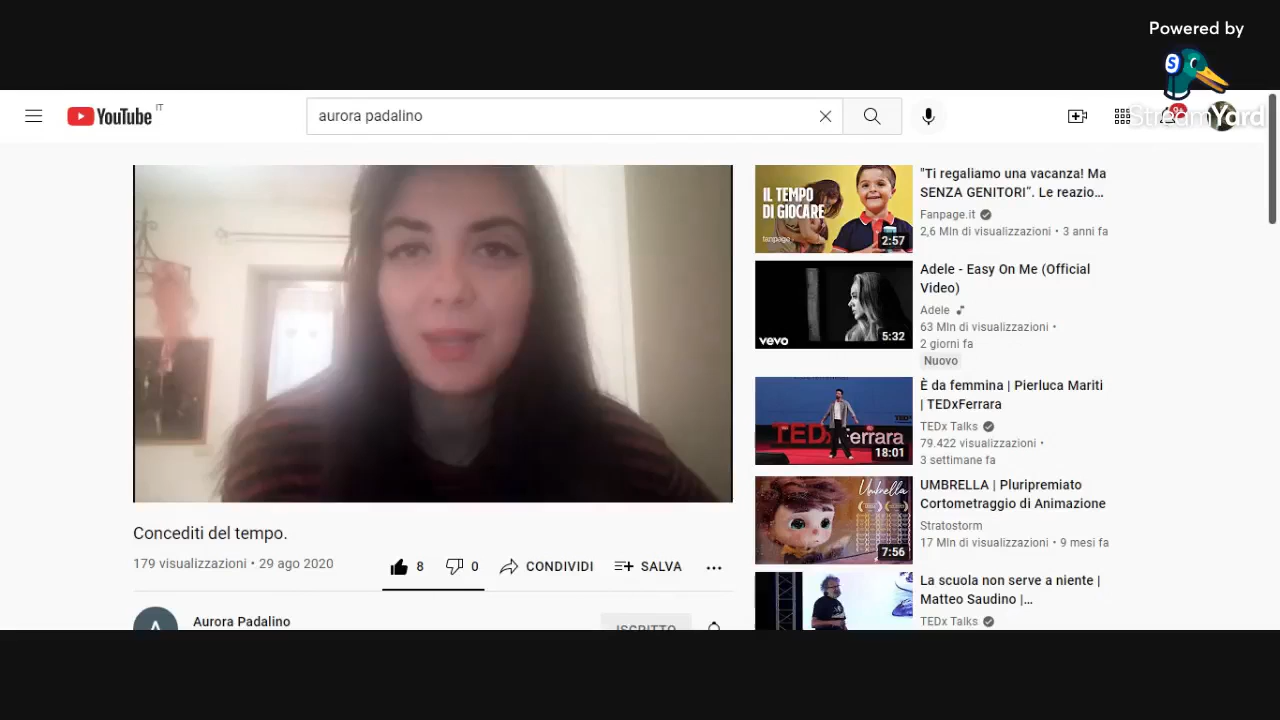 Powered by
StreamYard
YouTube IT
aurora padalino
9+
IL TEMPO
DI GIOCARE
fanpage
2:57
"Ti regaliamo una vacanza! Ma
SENZA GENITORI". Le reazio...
Fanpage.it
2,6 Mln di visualizzazioni • 3 anni fa
vevo
5:32
Adele - Easy On Me (Official
Video)
Adele
63 Mln di visualizzazioni •
2 giorni fa
Nuovo
TEDxFerrara
18:01
È da femmina | Pierluca Mariti
| TEDxFerrara
TEDx Talks
79.422 visualizzazioni •
3 settimane fa
Umbrella
7:56
UMBRELLA | Pluripremiato
Cortometraggio di Animazione
Stratostorm
17 Mln di visualizzazioni • 9 mesi fa
La scuola non serve a niente |
Matteo Saudino |...
TEDx Talks
Concediti del tempo.
179 visualizzazioni • 29 ago 2020
8
0
CONDIVIDI
SALVA
A
Aurora Padalino
ISCRITTO